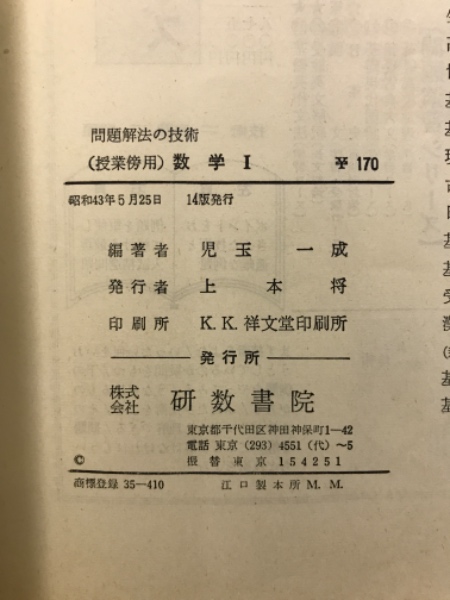 問題解法の技術
(授業傍用) 数学 I 〒170
昭和43年5月25日 14版発行
編著者 児玉一成
発行者 上本将
印刷所 K.K.祥文堂印刷所
発行所
株式会社 研数書院
東京都千代田区神田神保町1—42
電話 東京 (293) 4551 (代) 〜5
振替東京 154251
©
商標登録 35—410 江口製本所 M.M.